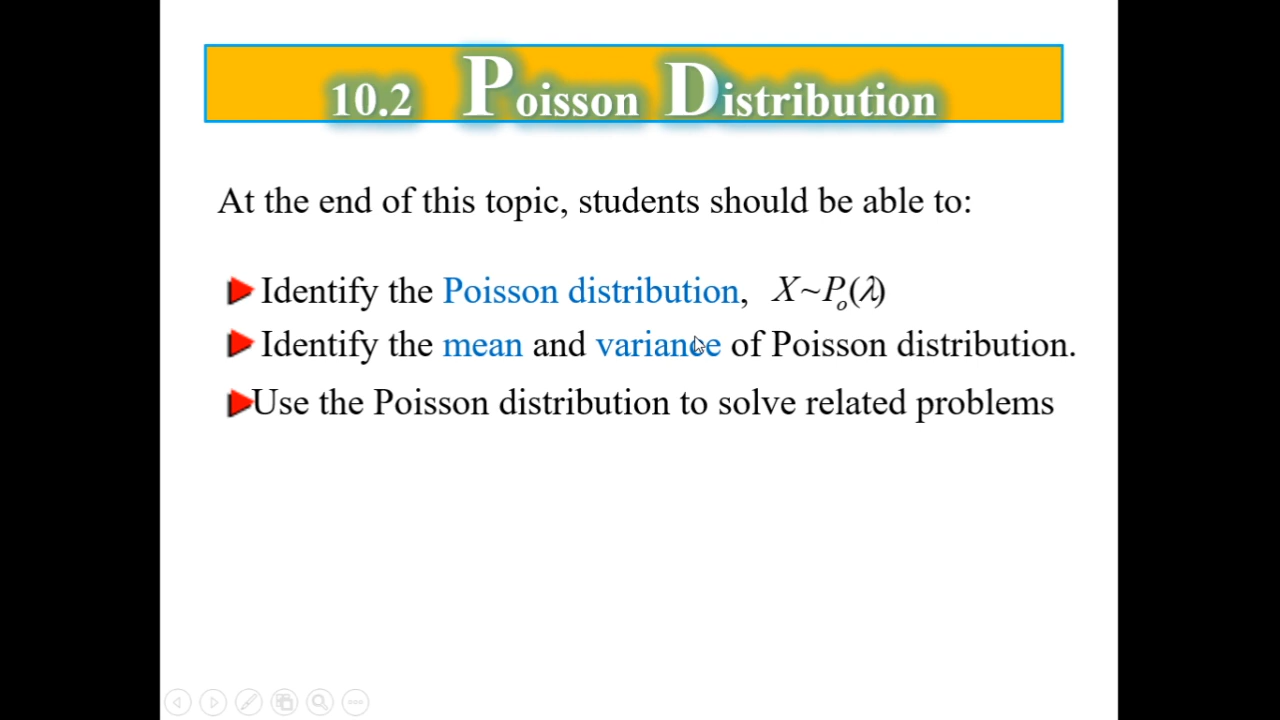 10.2 Poisson Distribution
At the end of this topic, students should be able to:
Identify the Poisson distribution, X~Pₒ(λ)
Identify the mean and variance of Poisson distribution.
Use the Poisson distribution to solve related problems